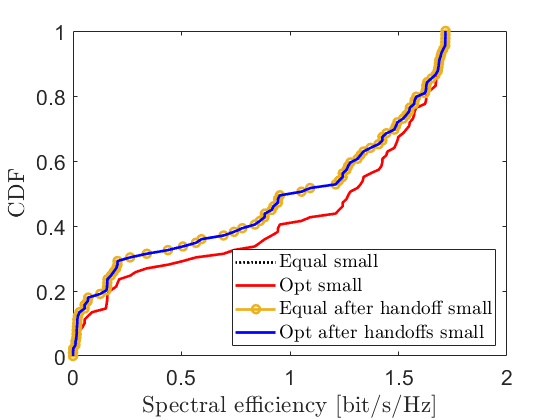 1
0.8
0.6
0.4
0.2
0
CDF
Equal small
Opt small
Equal after handoff small
Opt after handoffs small
0 0.5 1 1.5 2
Spectral efficiency [bit/s/Hz]